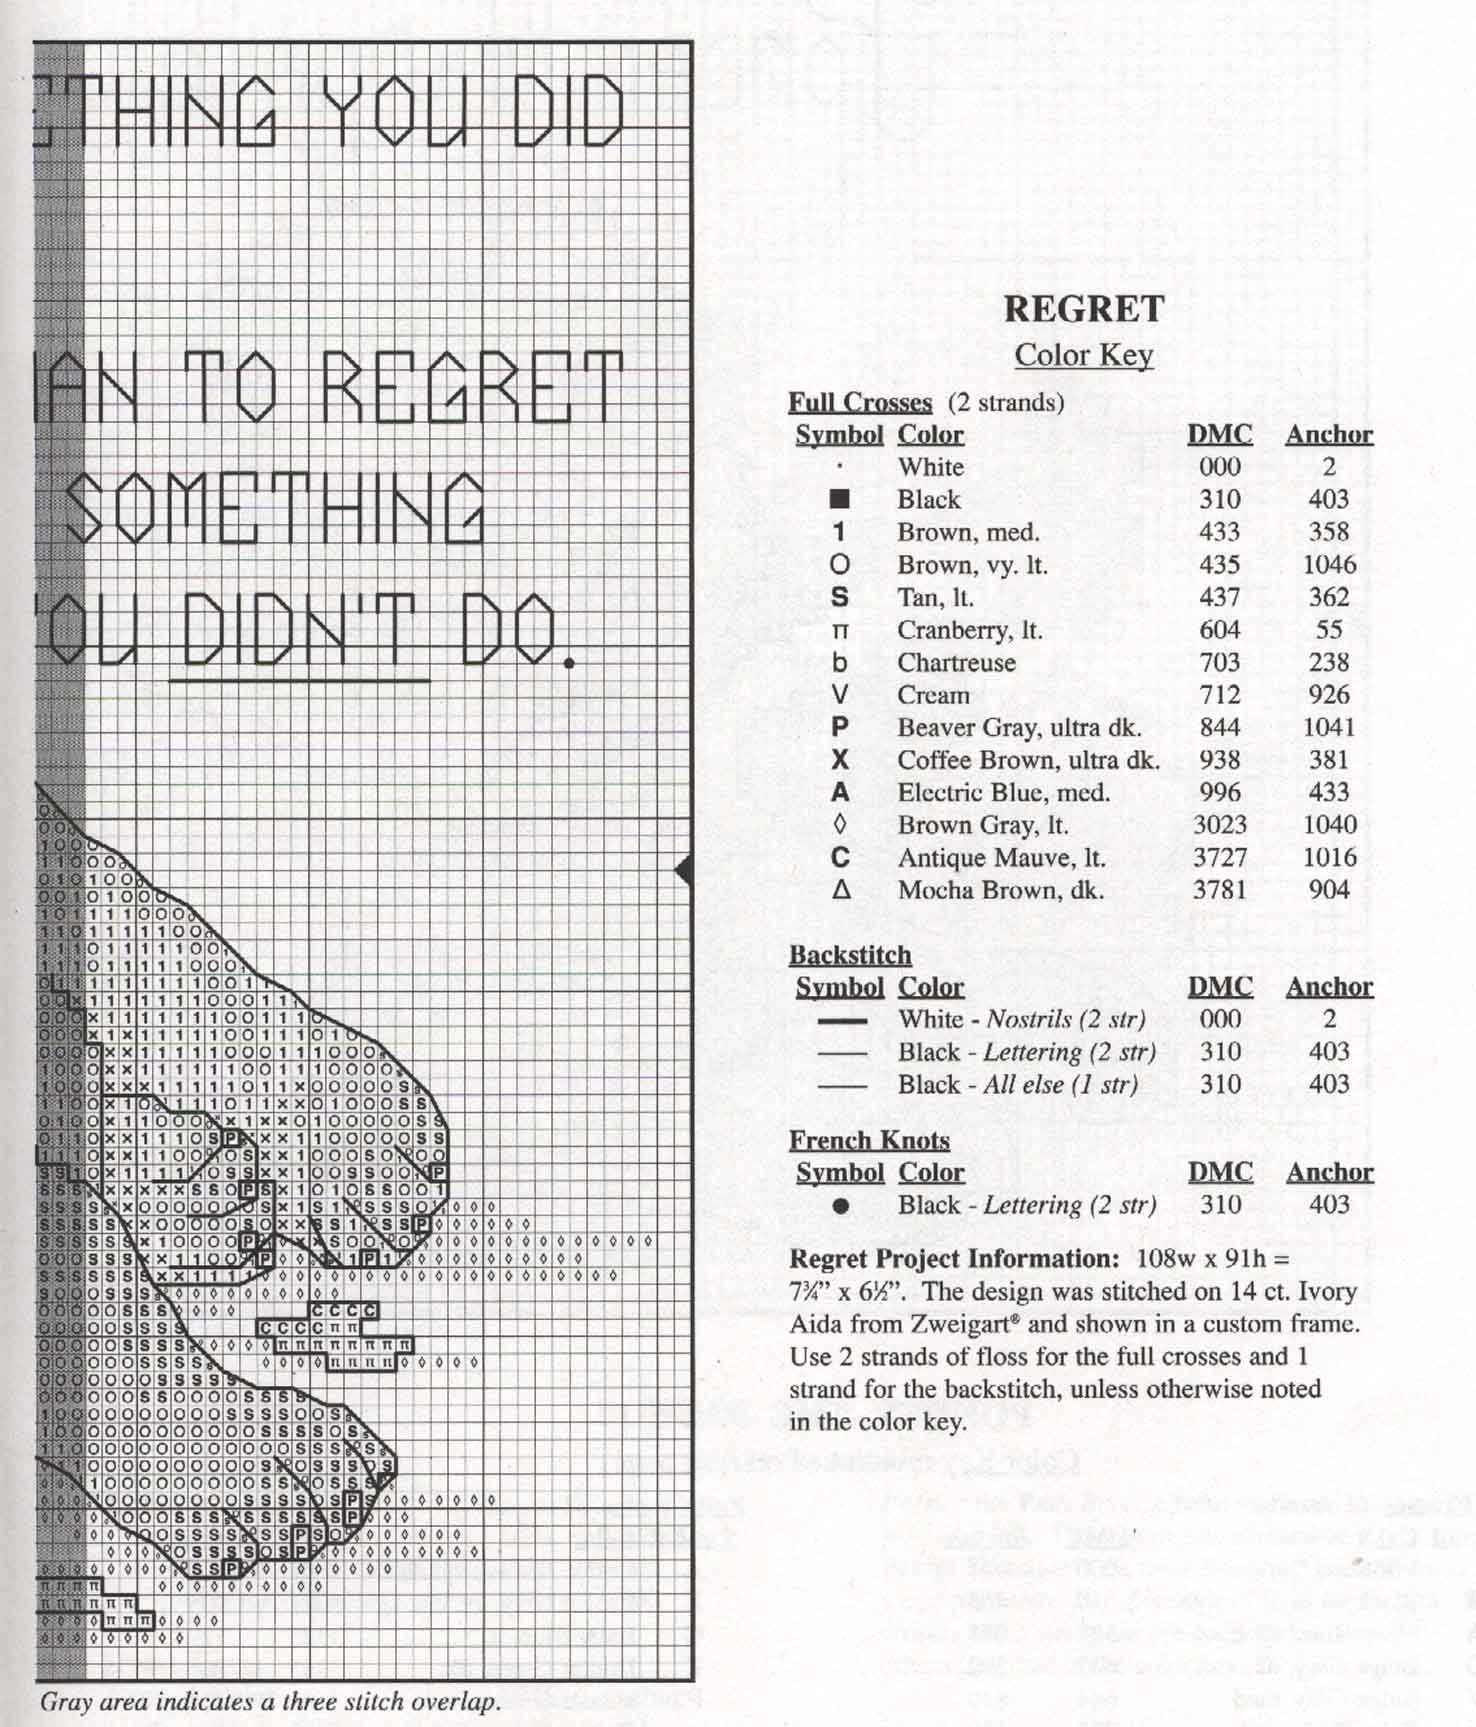 ETHING YOU DID
AN TO REGRET
SOMETHING
OU DIDN'T DO.
Gray area indicates a three stitch overlap.
REGRET
Color Key
Full Crosses (2 strands)
Symbol Color DMC Anchor
· White 000 2
■ Black 310 403
1 Brown, med. 433 358
O Brown, vy. lt. 435 1046
S Tan, lt. 437 362
π Cranberry, lt. 604 55
b Chartreuse 703 238
V Cream 712 926
P Beaver Gray, ultra dk. 844 1041
X Coffee Brown, ultra dk. 938 381
A Electric Blue, med. 996 433
◊ Brown Gray, lt. 3023 1040
C Antique Mauve, lt. 3727 1016
Δ Mocha Brown, dk. 3781 904
Backstitch
Symbol Color DMC Anchor
White - Nostrils (2 str) 000 2
Black - Lettering (2 str) 310 403
Black - All else (1 str) 310 403
French Knots
Symbol Color DMC Anchor
● Black - Lettering (2 str) 310 403
Regret Project Information: 108w x 91h =
7¾” x 6½”. The design was stitched on 14 ct. Ivory
Aida from Zweigart® and shown in a custom frame.
Use 2 strands of floss for the full crosses and 1
strand for the backstitch, unless otherwise noted
in the color key.